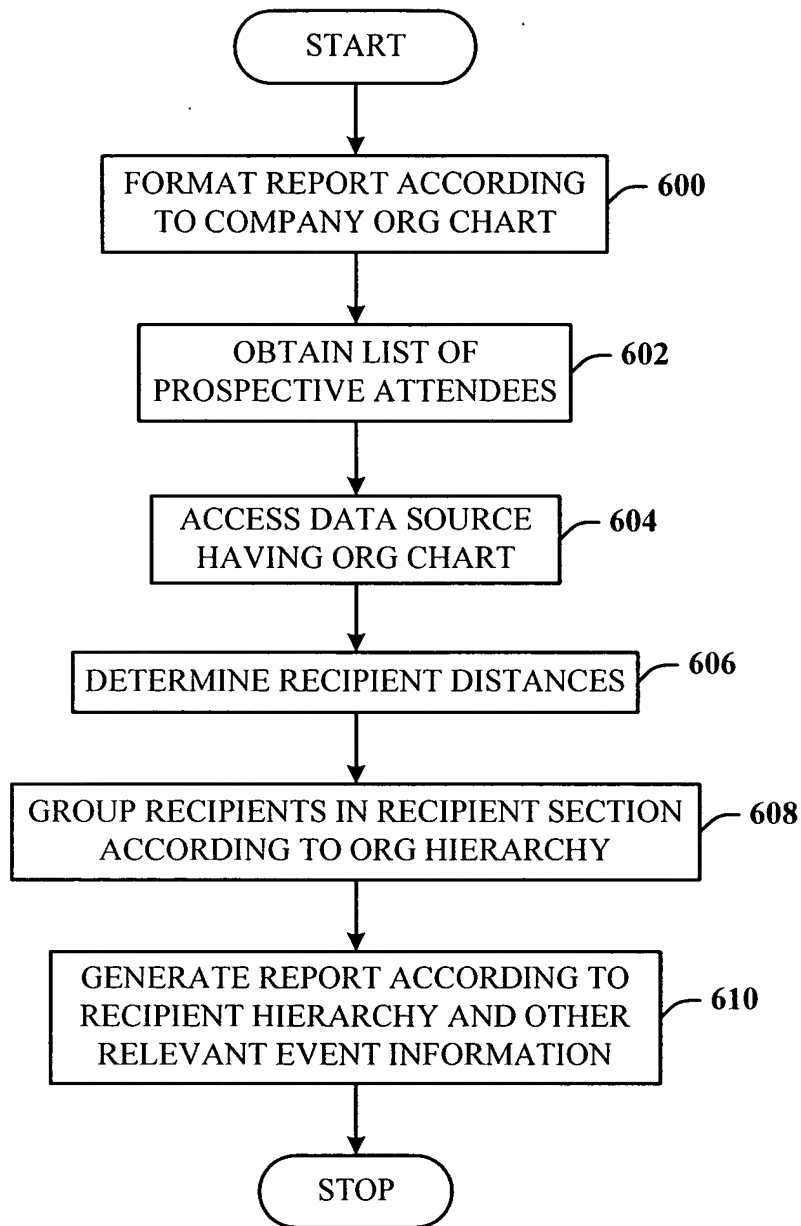 START
FORMAT REPORT ACCORDING
TO COMPANY ORG CHART
600
OBTAIN LIST OF
PROSPECTIVE ATTENDEES
602
ACCESS DATA SOURCE
HAVING ORG CHART
604
DETERMINE RECIPIENT DISTANCES
606
GROUP RECIPIENTS IN RECIPIENT SECTION
ACCORDING TO ORG HIERARCHY
608
GENERATE REPORT ACCORDING TO
RECIPIENT HIERARCHY AND OTHER
RELEVANT EVENT INFORMATION
610
STOP